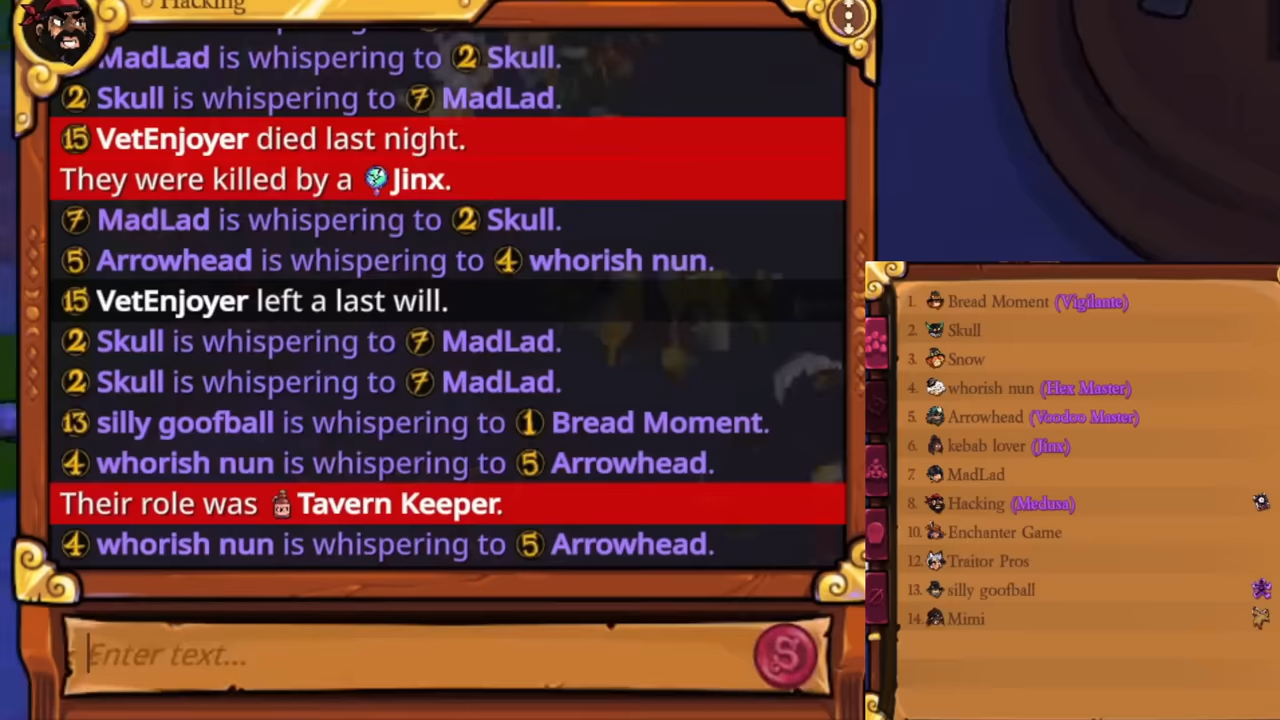 Hacking
MadLad is whispering to 2 Skull.
2 Skull is whispering to 7 MadLad.
15 VetEnjoyer died last night.
They were killed by a Jinx.
7 MadLad is whispering to 2 Skull.
5 Arrowhead is whispering to 4 whorish nun.
15 VetEnjoyer left a last will.
2 Skull is whispering to 7 MadLad.
2 Skull is whispering to 7 MadLad.
13 silly goofball is whispering to 1 Bread Moment.
4 whorish nun is whispering to 5 Arrowhead.
Their role was Tavern Keeper.
4 whorish nun is whispering to 5 Arrowhead.
Enter text...
S
1. Bread Moment (Vigilante)
2. Skull
3. Snow
4. whorish nun (Hex Master)
5. Arrowhead (Voodoo Master)
6. kebab lover (Jinx)
7. MadLad
8. Hacking (Medusa)
10. Enchanter Game
12. Traitor Pros
13. silly goofball
14. Mimi